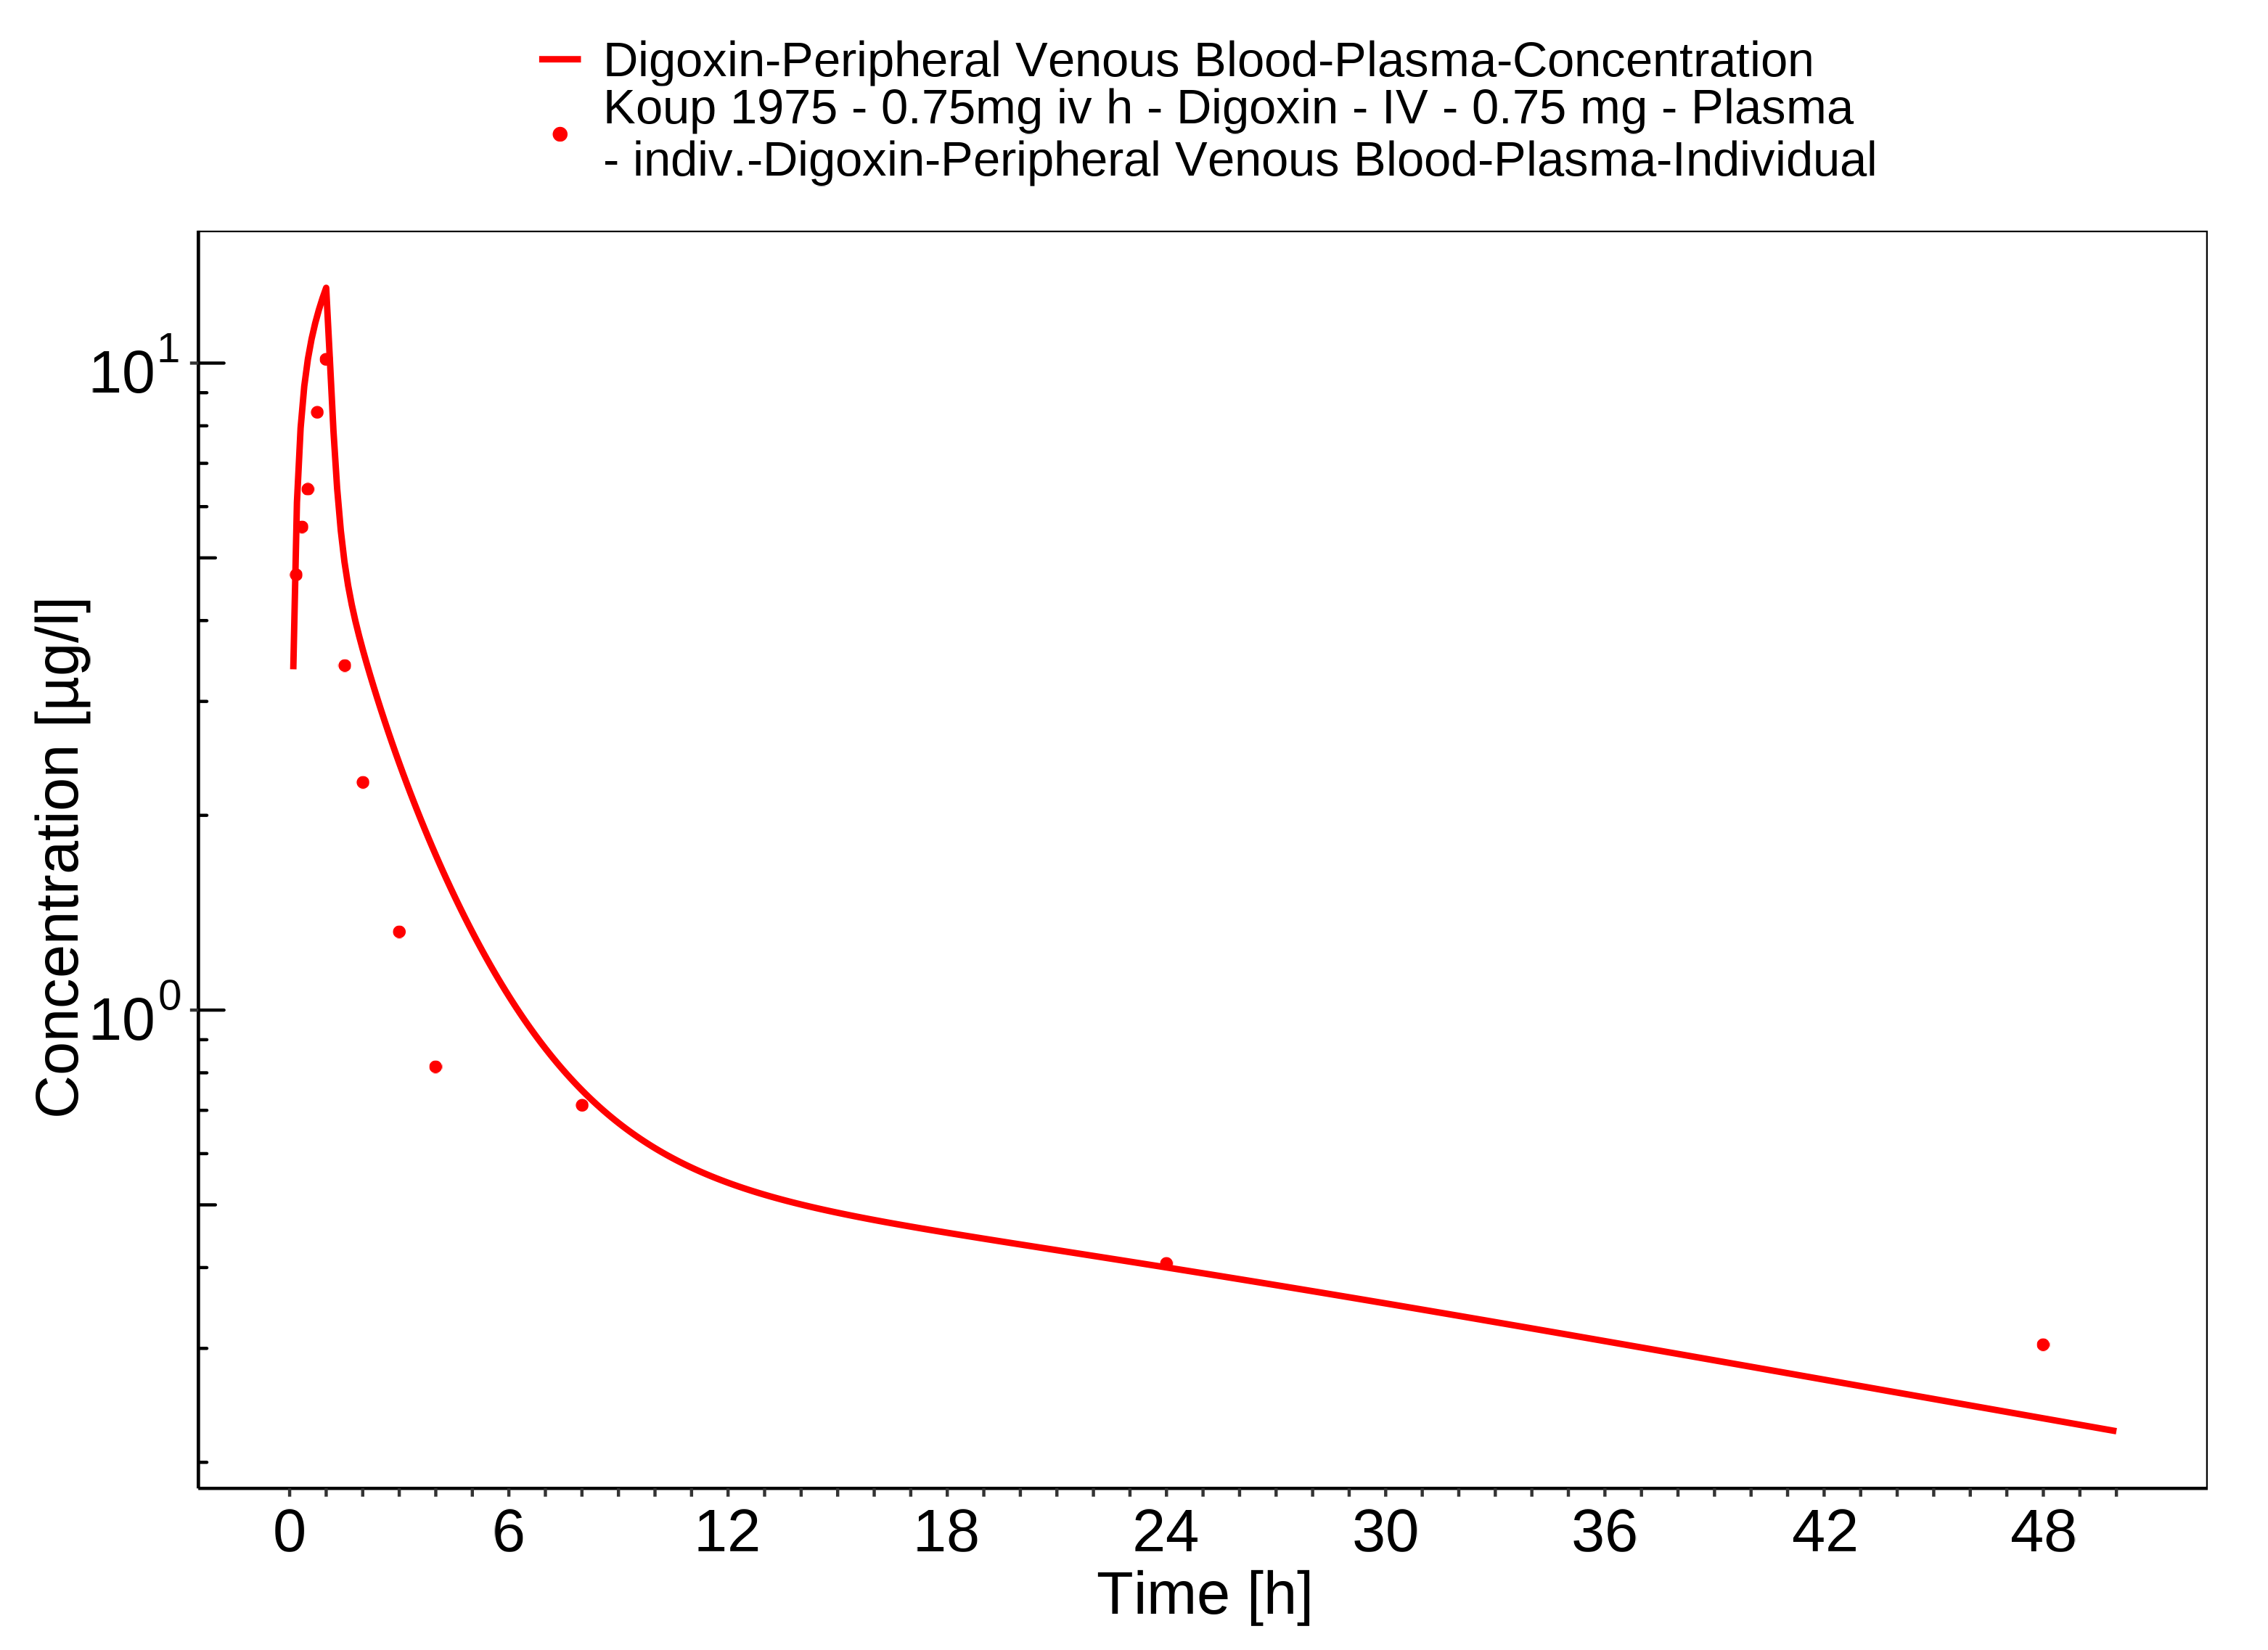 Digoxin-Peripheral Venous Blood-Plasma-Concentration
Koup 1975 - 0.75mg iv h - Digoxin - IV - 0.75 mg - Plasma
- indiv.-Digoxin-Peripheral Venous Blood-Plasma-Individual
10¹
10⁰
Concentration [µg/l]
0 6 12 18 24 30 36 42 48
Time [h]